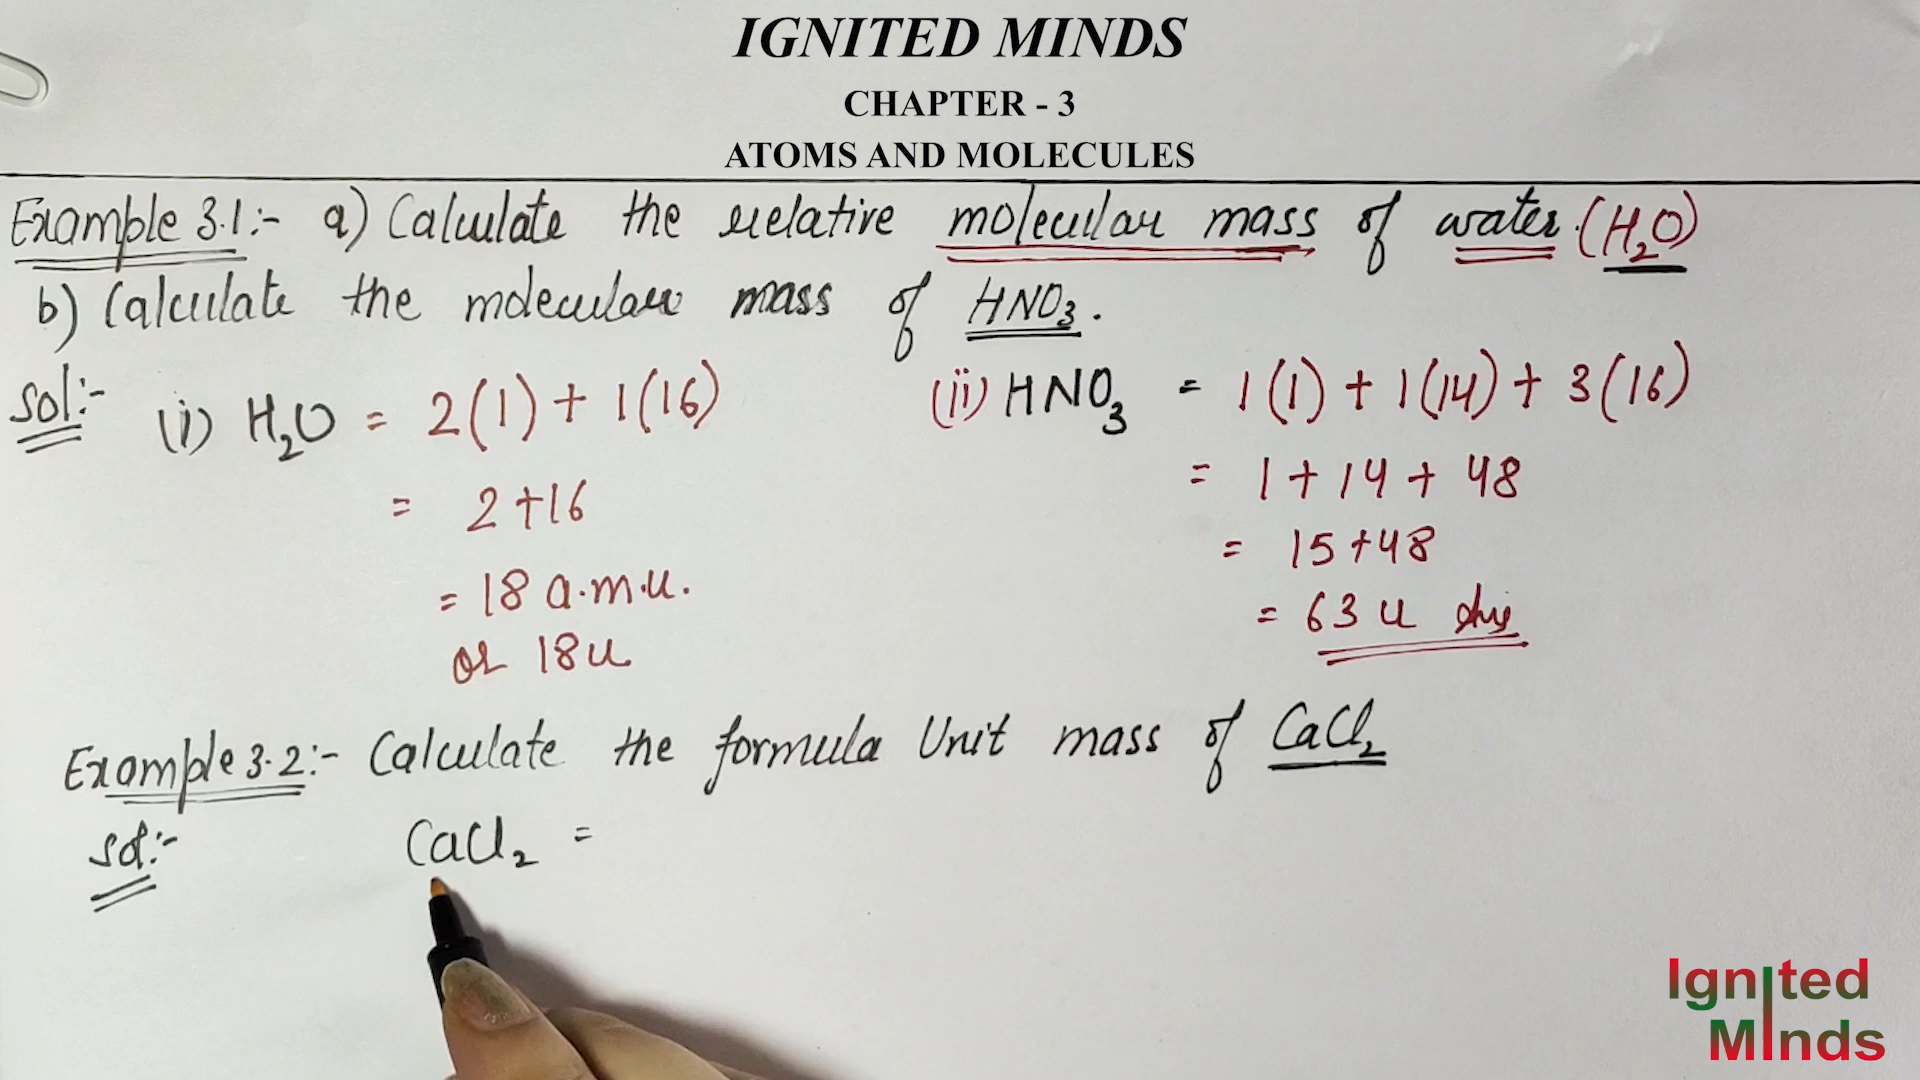 IGNITED MINDS
CHAPTER - 3
ATOMS AND MOLECULES
Example 3.1:- a) Calculate the relative molecular mass of water (H₂O)
b) Calculate the molecular mass of HNO₃.
Sol:- (i) H₂O = 2(1) + 1(16)
= 2+16
= 18 a.m.u.
or 18u
(ii) HNO₃ = 1(1) + 1(14) + 3(16)
= 1 + 14 + 48
= 15+48
= 63 u Ans
Example 3.2:- Calculate the formula Unit mass of CaCl₂
Sol:- CaCl₂ =
Ignited
Minds